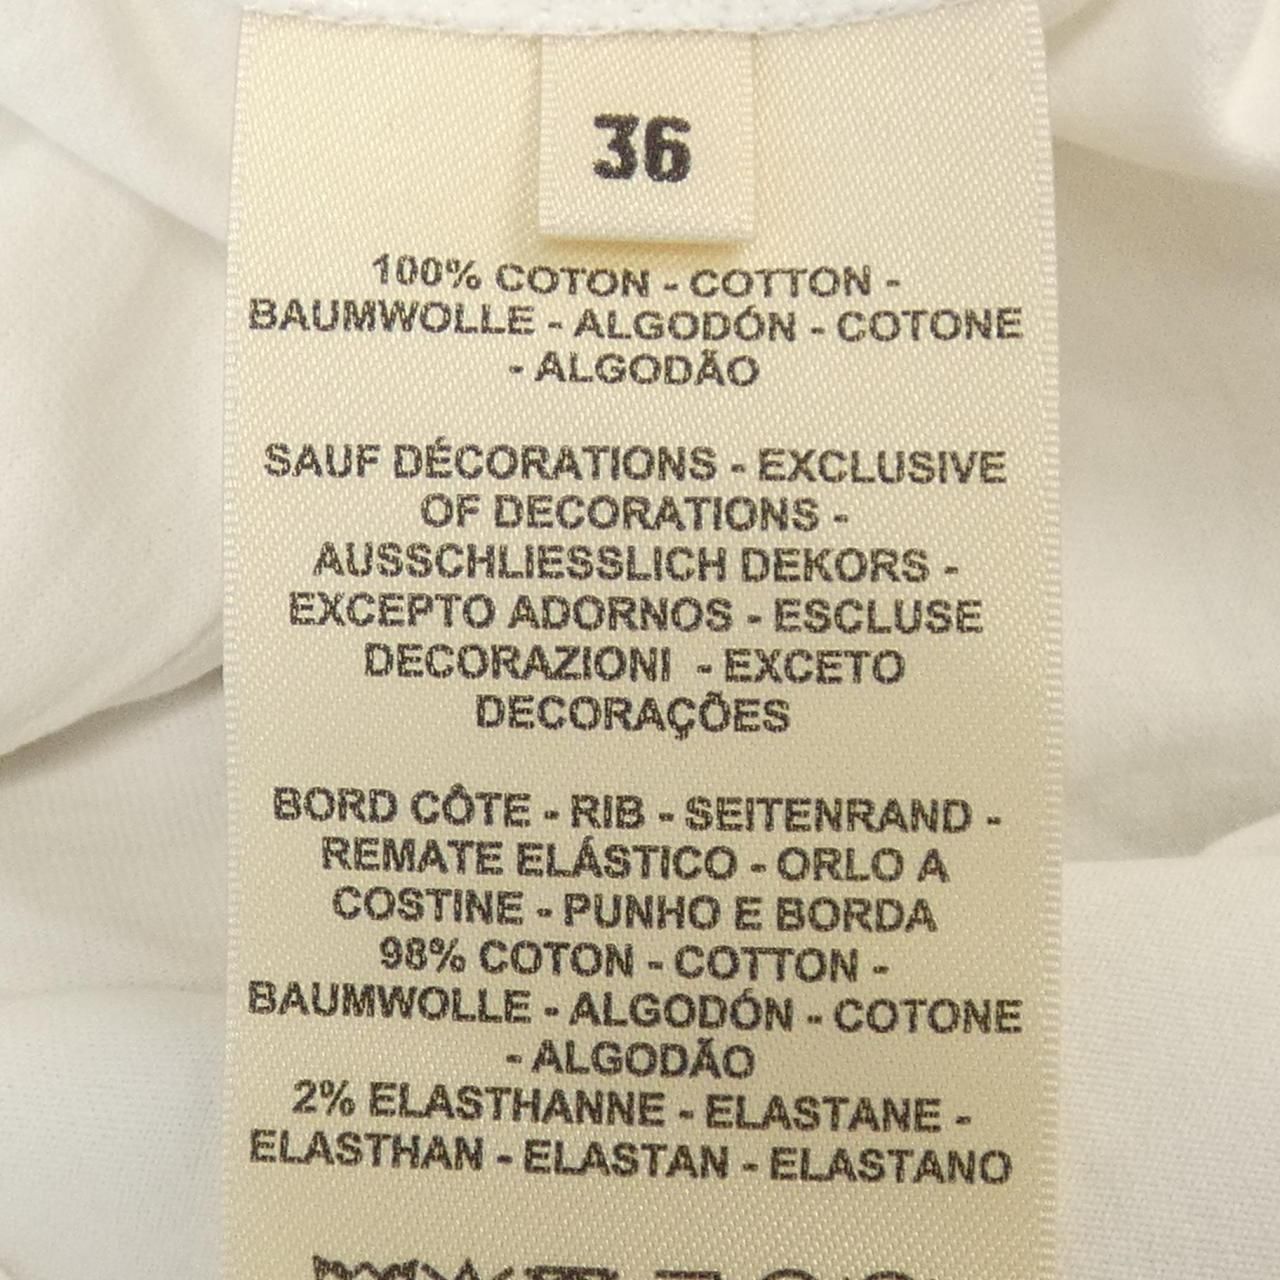 36
100% COTON - COTTON -
BAUMWOLLE - ALGODÓN - COTONE
- ALGODÃO
SAUF DÉCORATIONS - EXCLUSIVE
OF DECORATIONS -
AUSSCHLIESSLICH DEKORS -
EXCEPTO ADORNOS - ESCLUSE
DECORAZIONI - EXCETO
DECORAÇÕES
BORD CÔTE - RIB - SEITENRAND -
REMATE ELÁSTICO - ORLO A
COSTINE - PUNHO E BORDA
98% COTON - COTTON -
BAUMWOLLE - ALGODÓN - COTONE
- ALGODÃO
2% ELASTHANNE - ELASTANE -
ELASTHAN - ELASTAN - ELASTANO